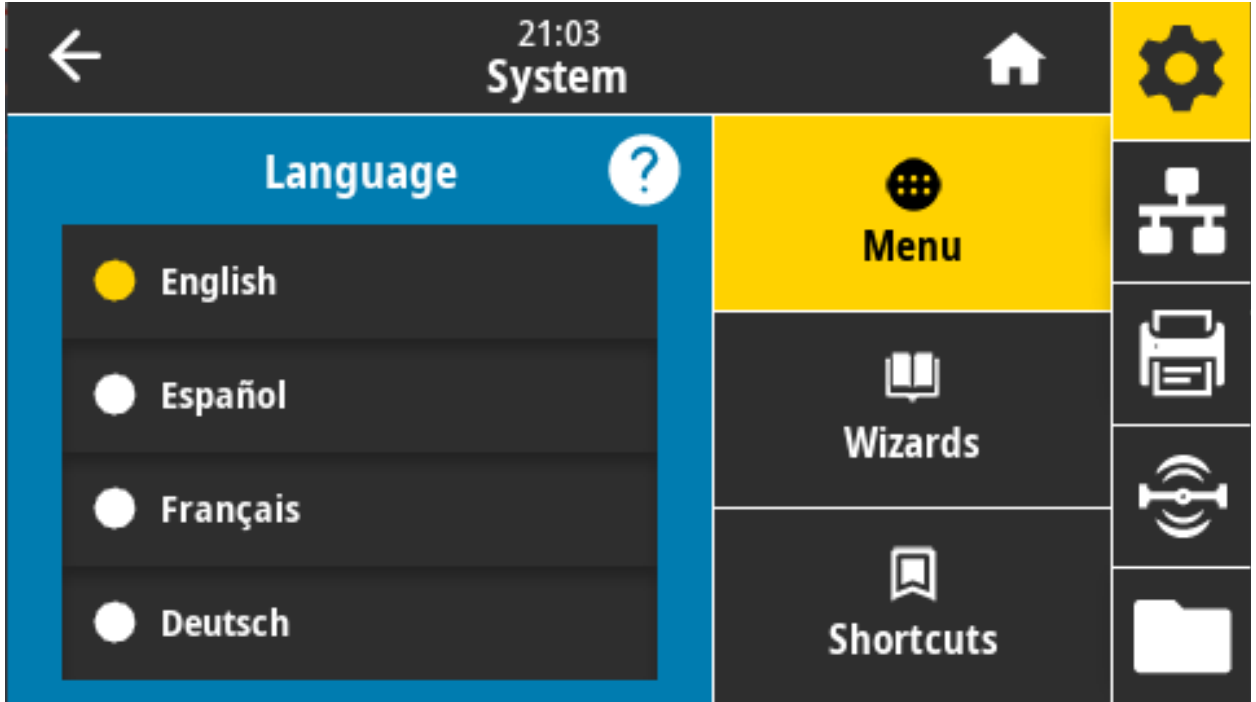 21:03
System
Language
?
English
Español
Français
Deutsch
Menu
Wizards
Shortcuts